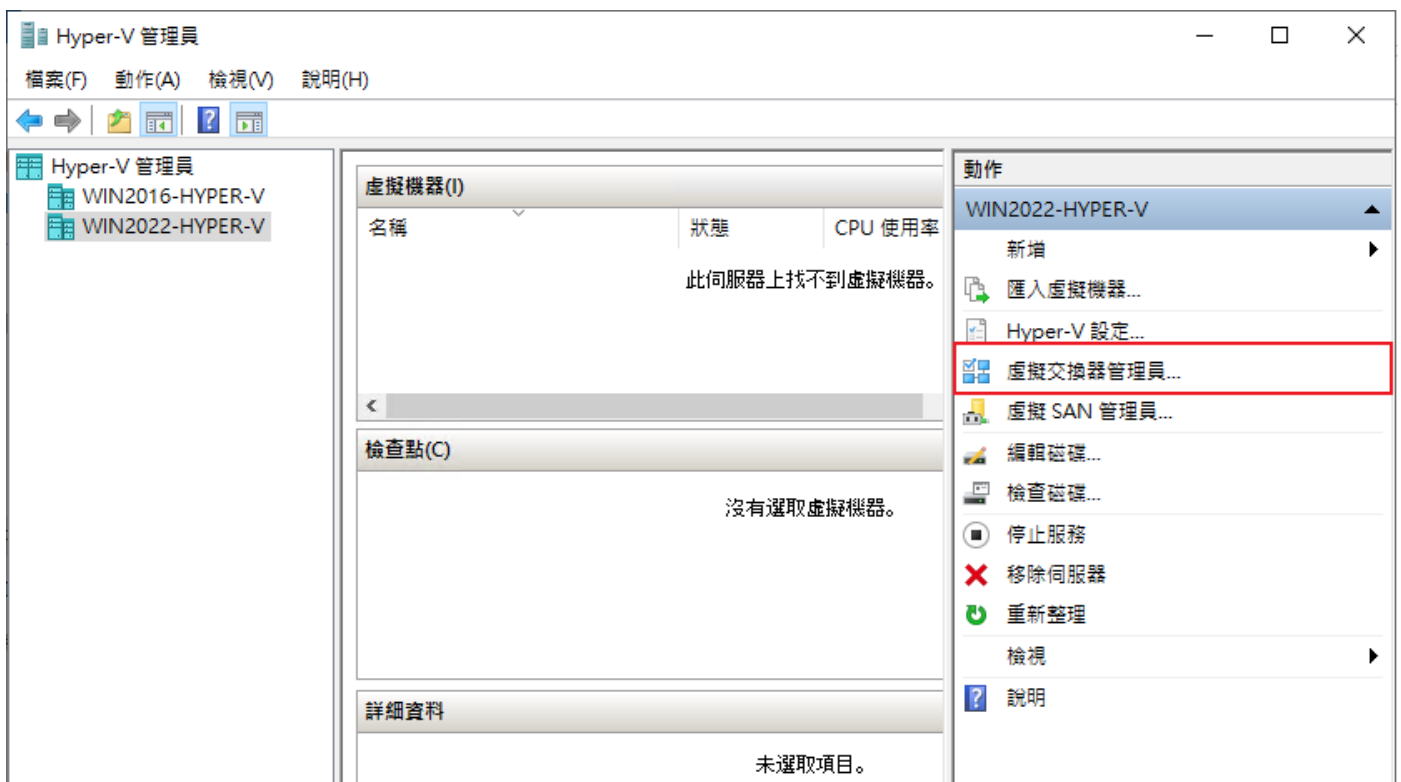 Hyper-V 管理員
檔案(F) 動作(A) 檢視(V) 說明(H)
Hyper-V 管理員
WIN2016-HYPER-V
WIN2022-HYPER-V
虛擬機器(I)
名稱 狀態 CPU 使用率
此伺服器上找不到虛擬機器。
檢查點(C)
沒有選取虛擬機器。
詳細資料
未選取項目。
動作
WIN2022-HYPER-V
新增
匯入虛擬機器...
Hyper-V 設定...
虛擬交換器管理員...
虛擬 SAN 管理員...
編輯磁碟...
檢查磁碟...
停止服務
移除伺服器
重新整理
檢視
說明